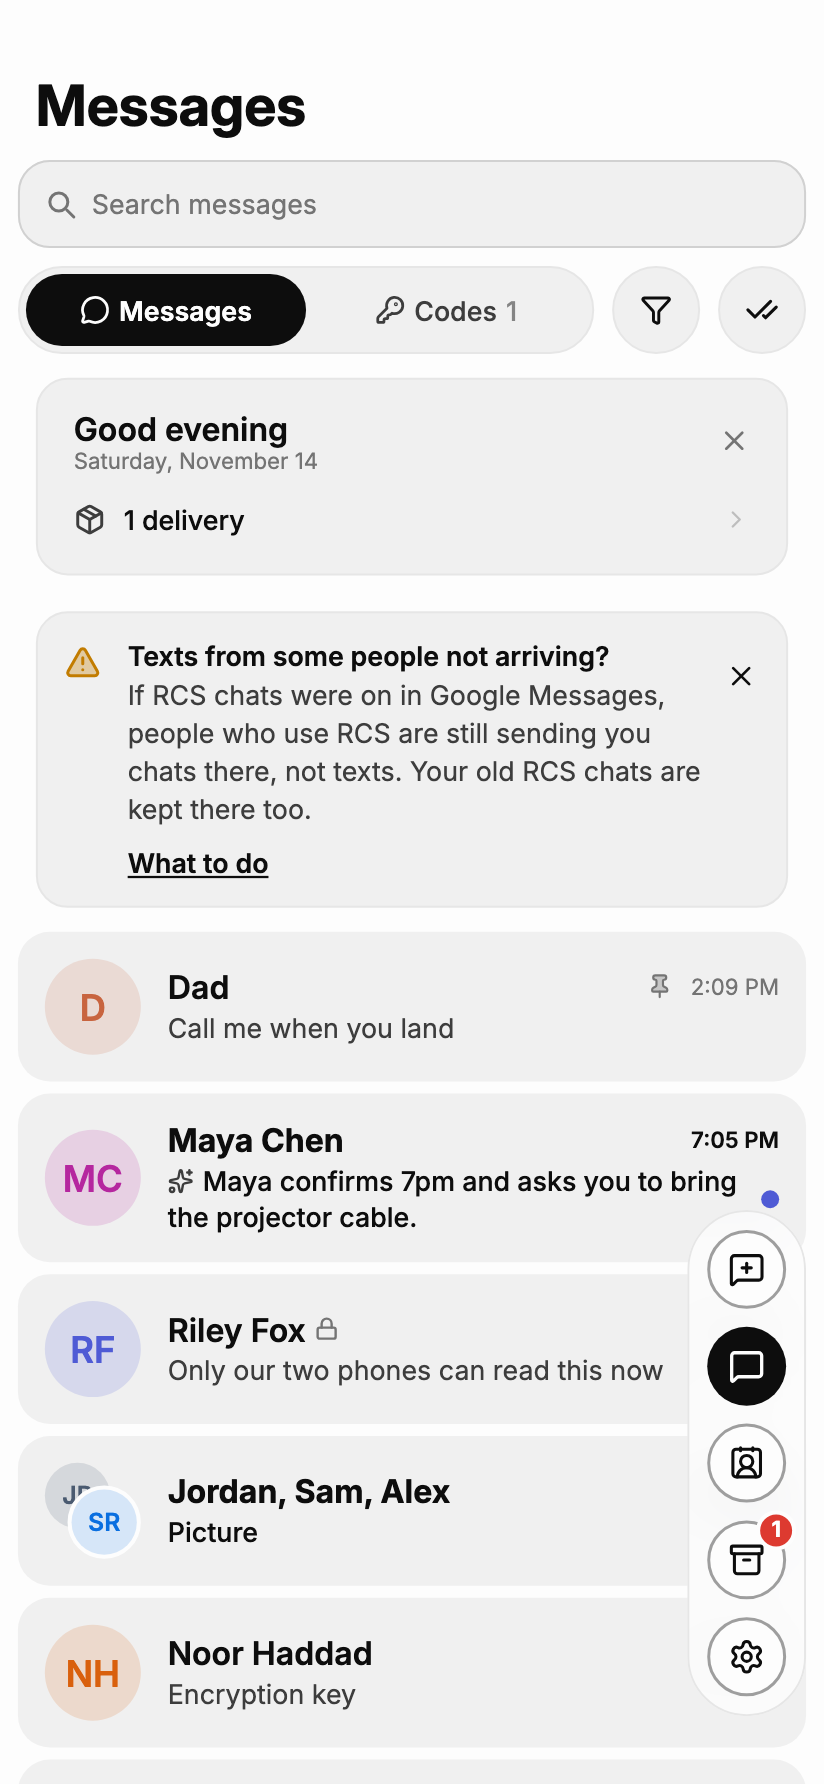 Messages
Search messages
Messages
Codes 1
Good evening
Saturday, November 14
1 delivery
Texts from some people not arriving?
If RCS chats were on in Google Messages,
people who use RCS are still sending you
chats there, not texts. Your old RCS chats are
kept there too.
What to do
D
Dad
2:09 PM
Call me when you land
MC
Maya Chen
7:05 PM
Maya confirms 7pm and asks you to bring
the projector cable.
RF
Riley Fox
Only our two phones can read this now
SR
Jordan, Sam, Alex
Picture
1
NH
Noor Haddad
Encryption key